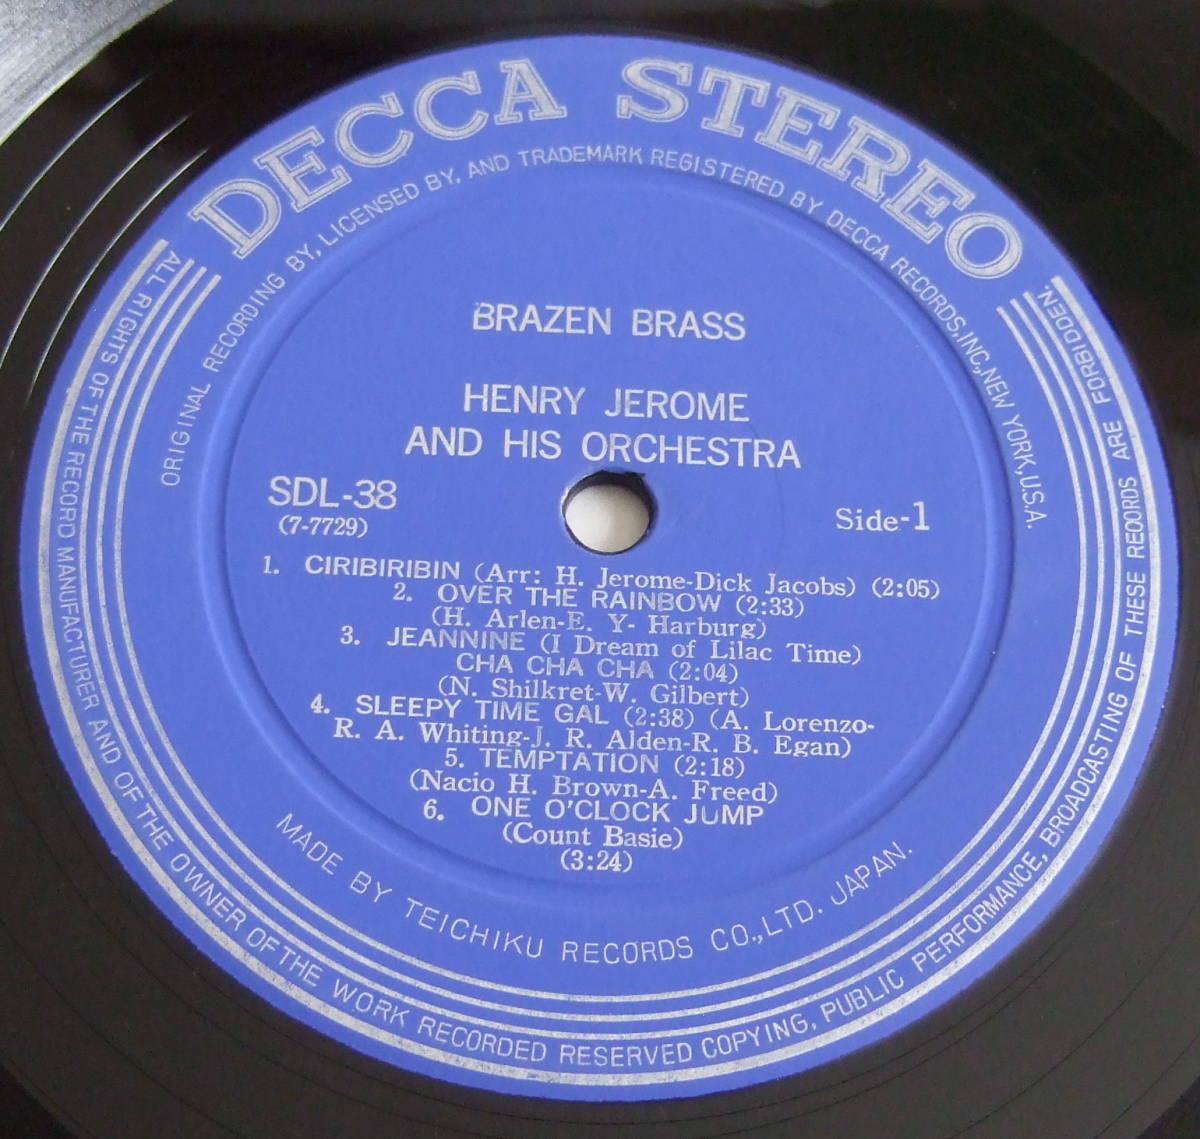 DECCA STEREO
ORIGINAL RECORDING BY, LICENSED BY, AND TRADEMARK REGISTERED BY DECCA RECORDS, INC., NEW YORK, U.S.A.
BRAZEN BRASS
HENRY JEROME
AND HIS ORCHESTRA
SDL-38
(7-7729)
Side-1
1. CIRIBIRIBIN (Arr: H. Jerome-Dick Jacobs) (2:05)
2. OVER THE RAINBOW (2:33)
(H. Arlen-E. Y- Harburg)
3. JEANNINE (I Dream of Lilac Time)
CHA CHA CHA (2:04)
(N. Shilkret-W. Gilbert)
4. SLEEPY TIME GAL (2:38) (A. Lorenzo-
R. A. Whiting-J. R. Alden-R. B. Egan)
5. TEMPTATION (2:18)
(Nacio H. Brown-A. Freed)
6. ONE O'CLOCK JUMP
(Count Basie)
(3:24)
MADE BY TEICHIKU RECORDS CO., LTD. JAPAN.
ALL RIGHTS OF THE RECORD MANUFACTURER AND OF THE OWNER OF THE WORK RECORDED RESERVED COPYING, PUBLIC PERFORMANCE, BROADCASTING OF THESE RECORDS ARE FORBIDDEN.